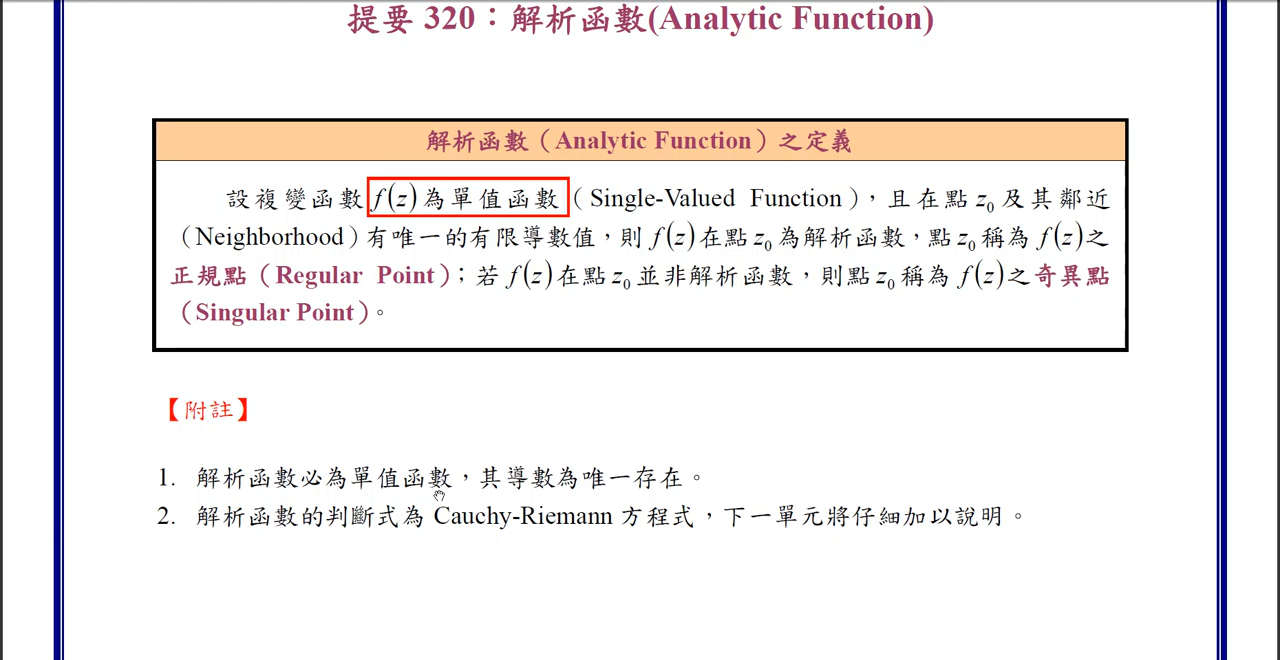 提要 320：解析函數(Analytic Function)
解析函數（Analytic Function）之定義
設複變函數 f(z) 為單值函數（Single-Valued Function），且在點 z₀ 及其鄰近
（Neighborhood）有唯一的有限導數值，則 f(z) 在點 z₀ 為解析函數，點 z₀ 稱為 f(z) 之
正規點（Regular Point）；若 f(z) 在點 z₀ 並非解析函數，則點 z₀ 稱為 f(z) 之奇異點
（Singular Point）。
【附註】
1. 解析函數必為單值函數，其導數為唯一存在。
2. 解析函數的判斷式為 Cauchy-Riemann 方程式，下一單元將仔細加以說明。